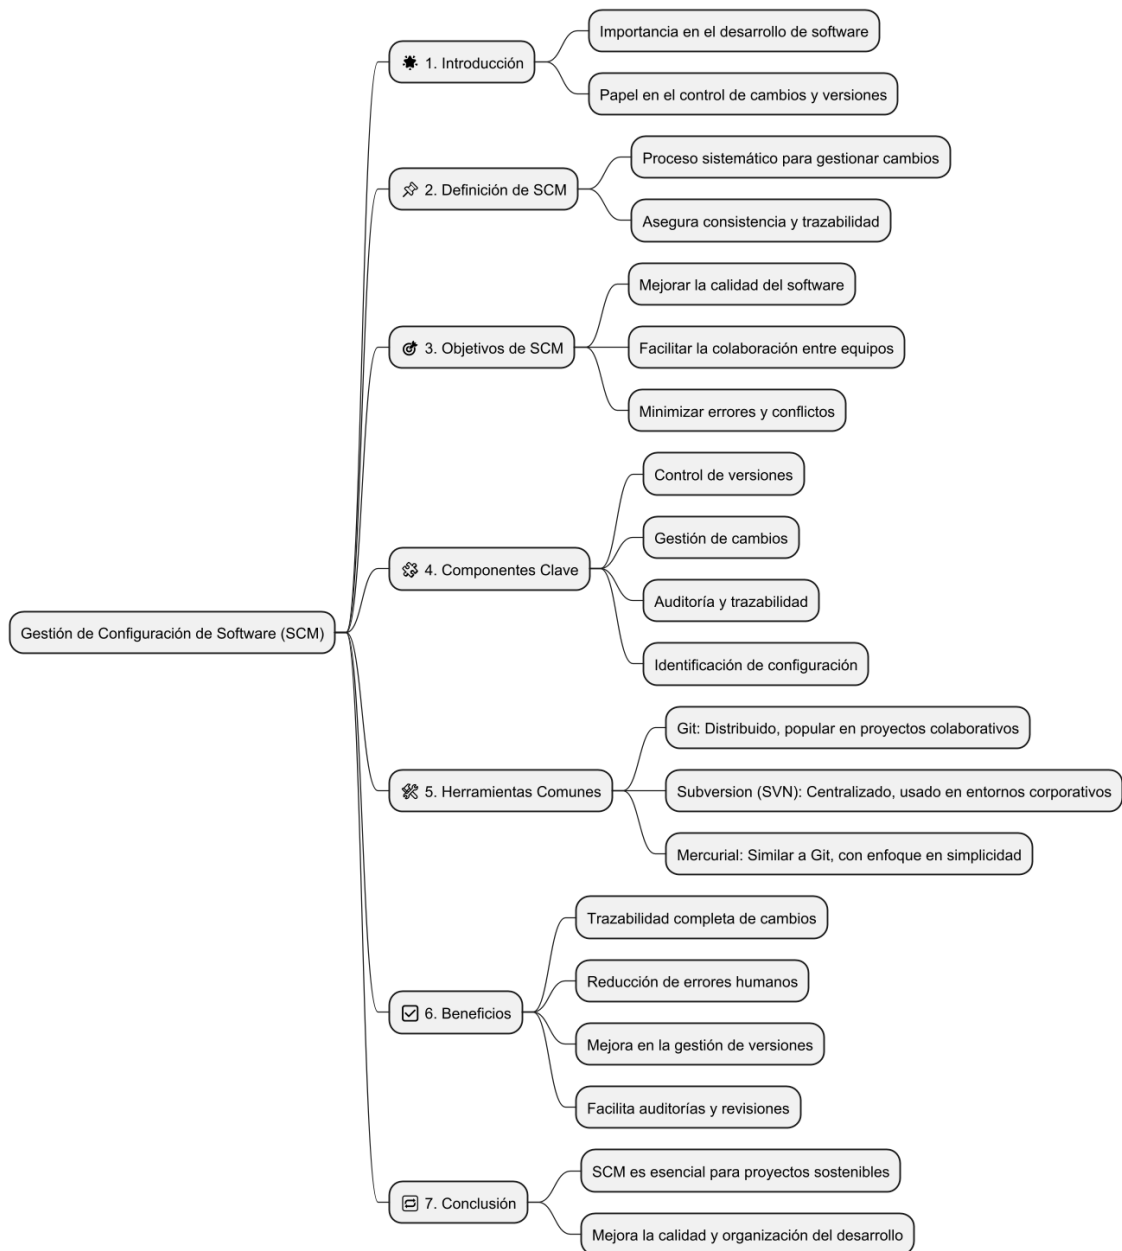 Gestión de Configuración de Software (SCM)
1. Introducción
Importancia en el desarrollo de software
Papel en el control de cambios y versiones
2. Definición de SCM
Proceso sistemático para gestionar cambios
Asegura consistencia y trazabilidad
3. Objetivos de SCM
Mejorar la calidad del software
Facilitar la colaboración entre equipos
Minimizar errores y conflictos
4. Componentes Clave
Control de versiones
Gestión de cambios
Auditoría y trazabilidad
Identificación de configuración
5. Herramientas Comunes
Git: Distribuido, popular en proyectos colaborativos
Subversion (SVN): Centralizado, usado en entornos corporativos
Mercurial: Similar a Git, con enfoque en simplicidad
6. Beneficios
Trazabilidad completa de cambios
Reducción de errores humanos
Mejora en la gestión de versiones
Facilita auditorías y revisiones
7. Conclusión
SCM es esencial para proyectos sostenibles
Mejora la calidad y organización del desarrollo